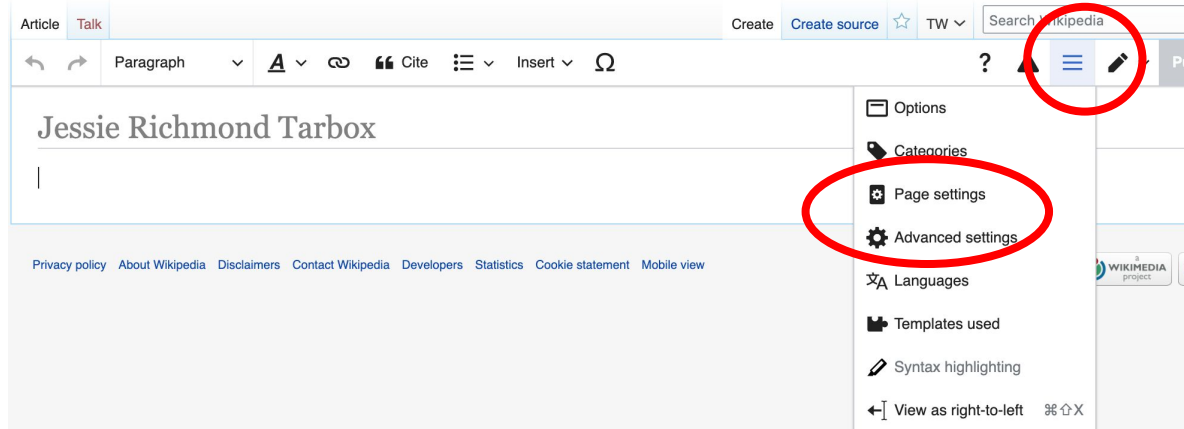 Article Talk Create Create source TW Search Wikipedia
Paragraph A Cite Insert Ω ?
Jessie Richmond Tarbox
Options
Categories
Page settings
Advanced settings
Privacy policy About Wikipedia Disclaimers Contact Wikipedia Developers Statistics Cookie statement Mobile view
a
WIKIMEDIA
project
Languages
Templates used
Syntax highlighting
View as right-to-left ⌘⇧X